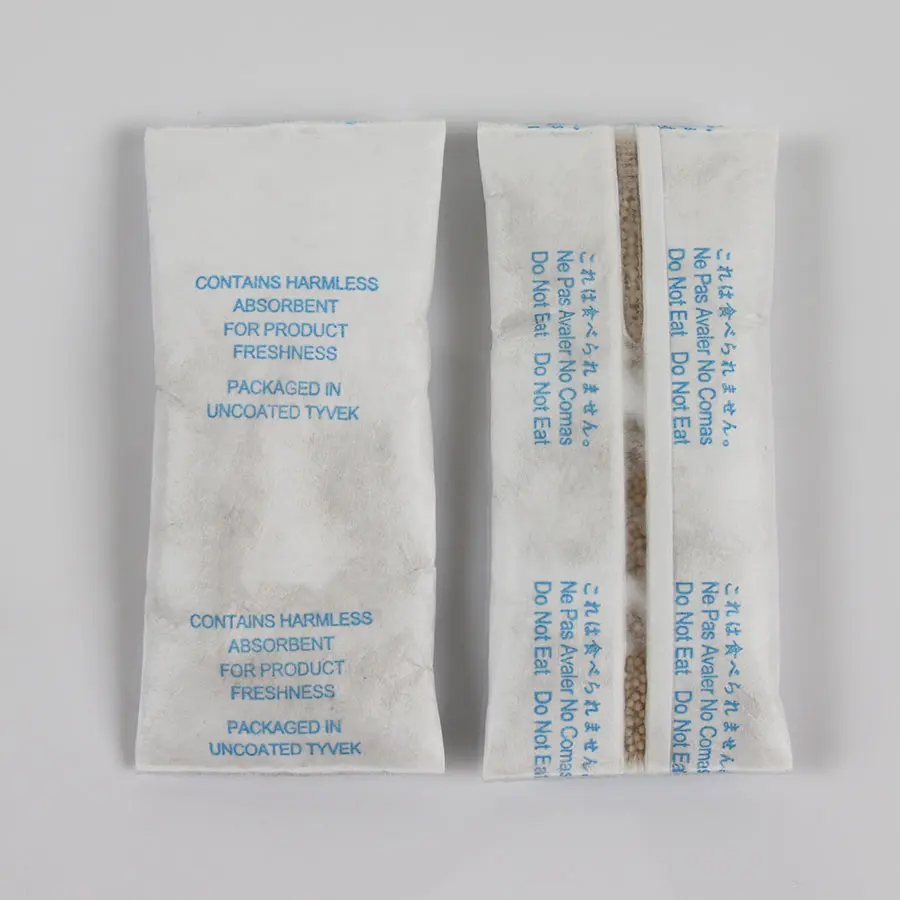 CONTAINS HARMLESS
ABSORBENT
FOR PRODUCT
FRESHNESS
PACKAGED IN
UNCOATED TYVEK
CONTAINS HARMLESS
ABSORBENT
FOR PRODUCT
FRESHNESS
PACKAGED IN
UNCOATED TYVEK
これは食べられません。
Ne Pas Avaler No Comas
Do Not Eat Do Not Eat
これは食べられません。
Ne Pas Avaler No Comas
Do Not Eat Do Not Eat
これは食べられません。
Ne Pas Avaler No Comas
Do Not Eat Do Not Eat
これは食べられません。
Ne Pas Avaler No Comas
Do Not Eat Do Not Eat